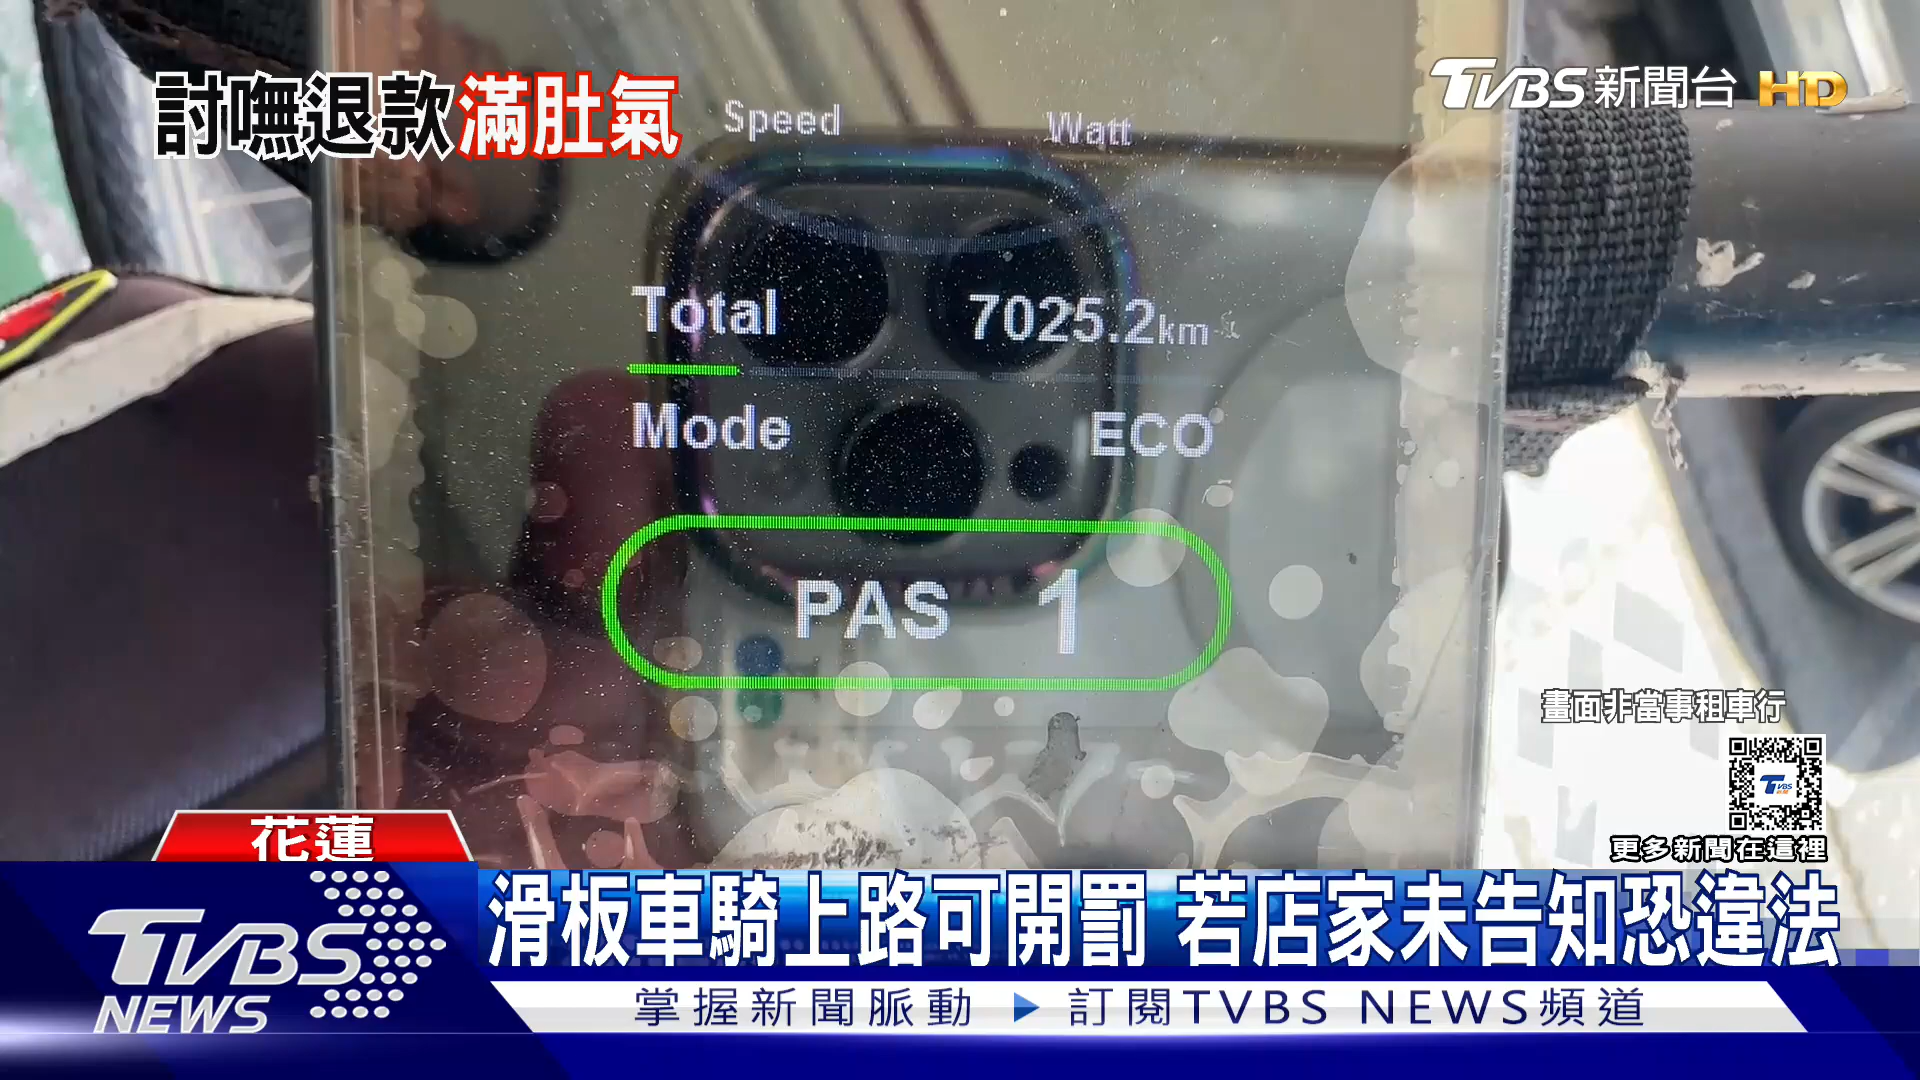 討嘸退款滿肚氣
TVBS新聞台 HD
Speed Watt
Total 7025.2km
Mode ECO
PAS 1
畫面非當事租車行
TVBS
更多新聞在這裡
花蓮
滑板車騎上路可開罰 若店家未告知恐違法
TVBS
NEWS
掌握新聞脈動 ▶ 訂閱TVBS NEWS頻道